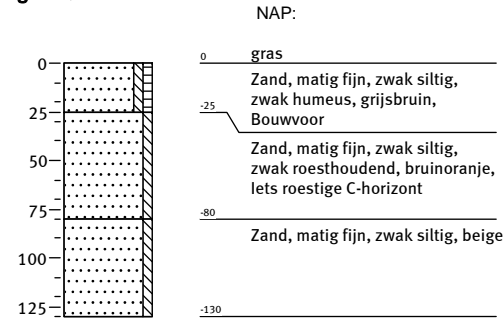 NAP:
0
25
50
75
100
125
0
gras
Zand, matig fijn, zwak siltig,
zwak humeus, grijsbruin,
Bouwvoor
-25
Zand, matig fijn, zwak siltig,
zwak roesthoudend, bruinoranje,
Iets roestige C-horizont
-80
Zand, matig fijn, zwak siltig, beige
-130